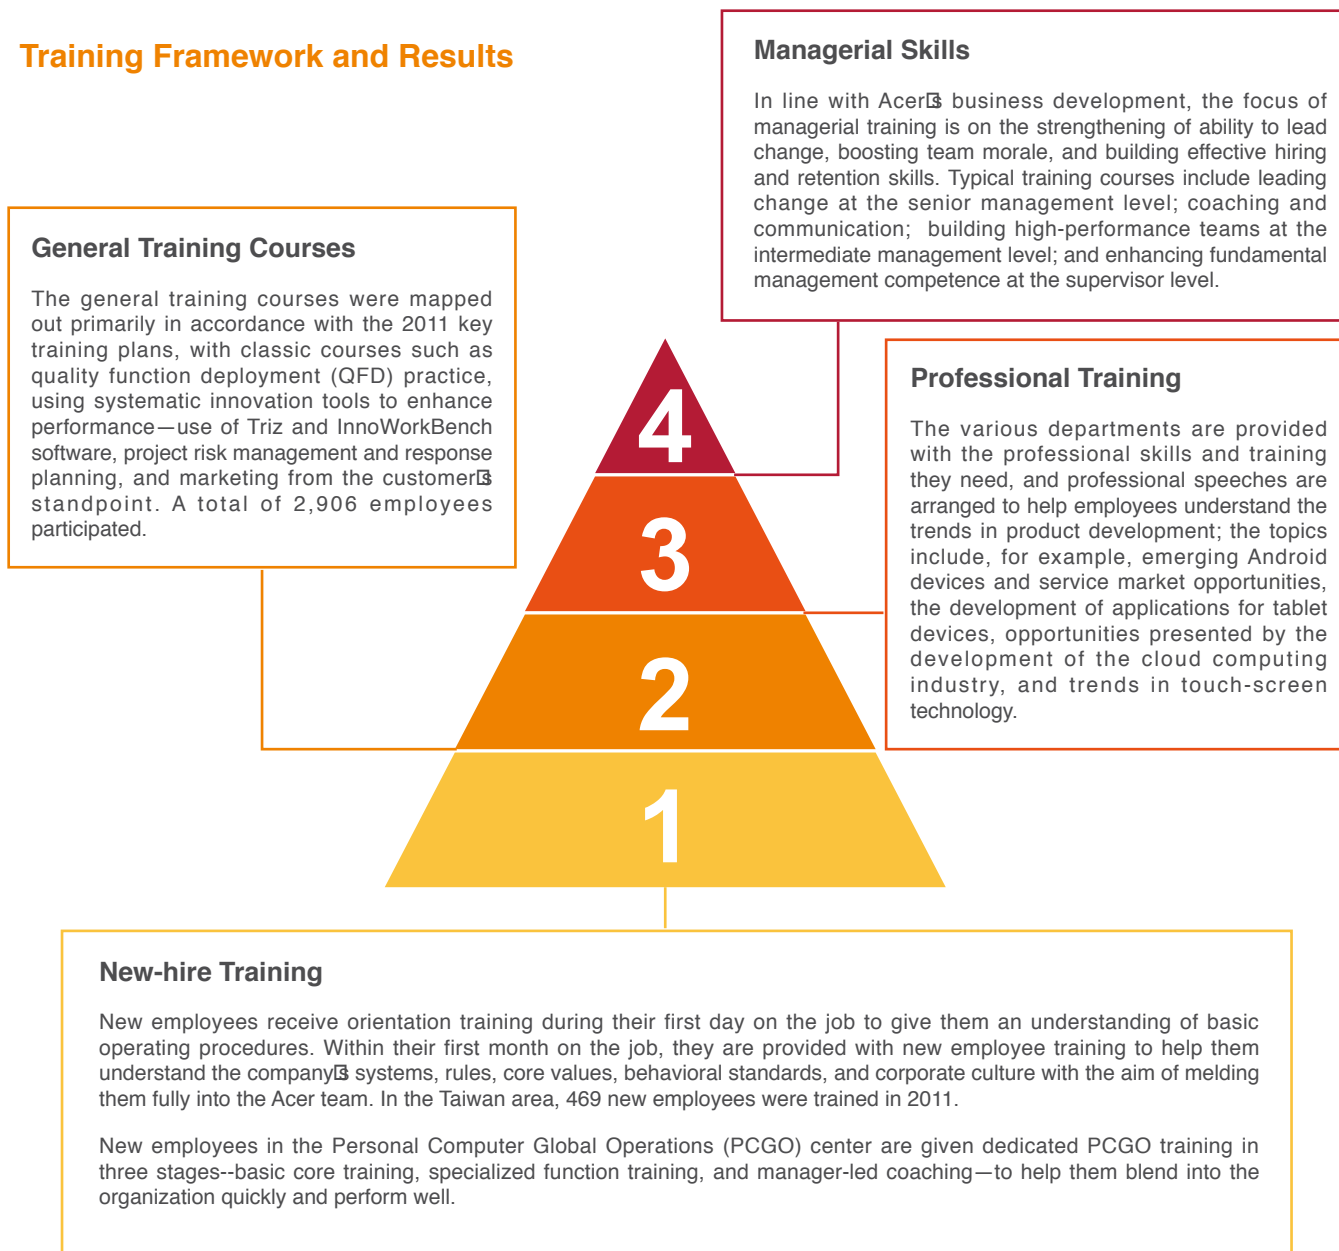 Training Framework and Results
Managerial Skills
In line with Acer's business development, the focus of
managerial training is on the strengthening of ability to lead
change, boosting team morale, and building effective hiring
and retention skills. Typical training courses include leading
change at the senior management level; coaching and
communication; building high-performance teams at the
intermediate management level; and enhancing fundamental
management competence at the supervisor level.
General Training Courses
The general training courses were mapped
out primarily in accordance with the 2011 key
training plans, with classic courses such as
quality function deployment (QFD) practice,
using systematic innovation tools to enhance
performance—use of Triz and InnoWorkBench
software, project risk management and response
planning, and marketing from the customer's
standpoint. A total of 2,906 employees
participated.
Professional Training
The various departments are provided
with the professional skills and training
they need, and professional speeches are
arranged to help employees understand the
trends in product development; the topics
include, for example, emerging Android
devices and service market opportunities,
the development of applications for tablet
devices, opportunities presented by the
development of the cloud computing
industry, and trends in touch-screen
technology.
4
3
2
1
New-hire Training
New employees receive orientation training during their first day on the job to give them an understanding of basic
operating procedures. Within their first month on the job, they are provided with new employee training to help them
understand the company's systems, rules, core values, behavioral standards, and corporate culture with the aim of melding
them fully into the Acer team. In the Taiwan area, 469 new employees were trained in 2011.
New employees in the Personal Computer Global Operations (PCGO) center are given dedicated PCGO training in
three stages--basic core training, specialized function training, and manager-led coaching—to help them blend into the
organization quickly and perform well.